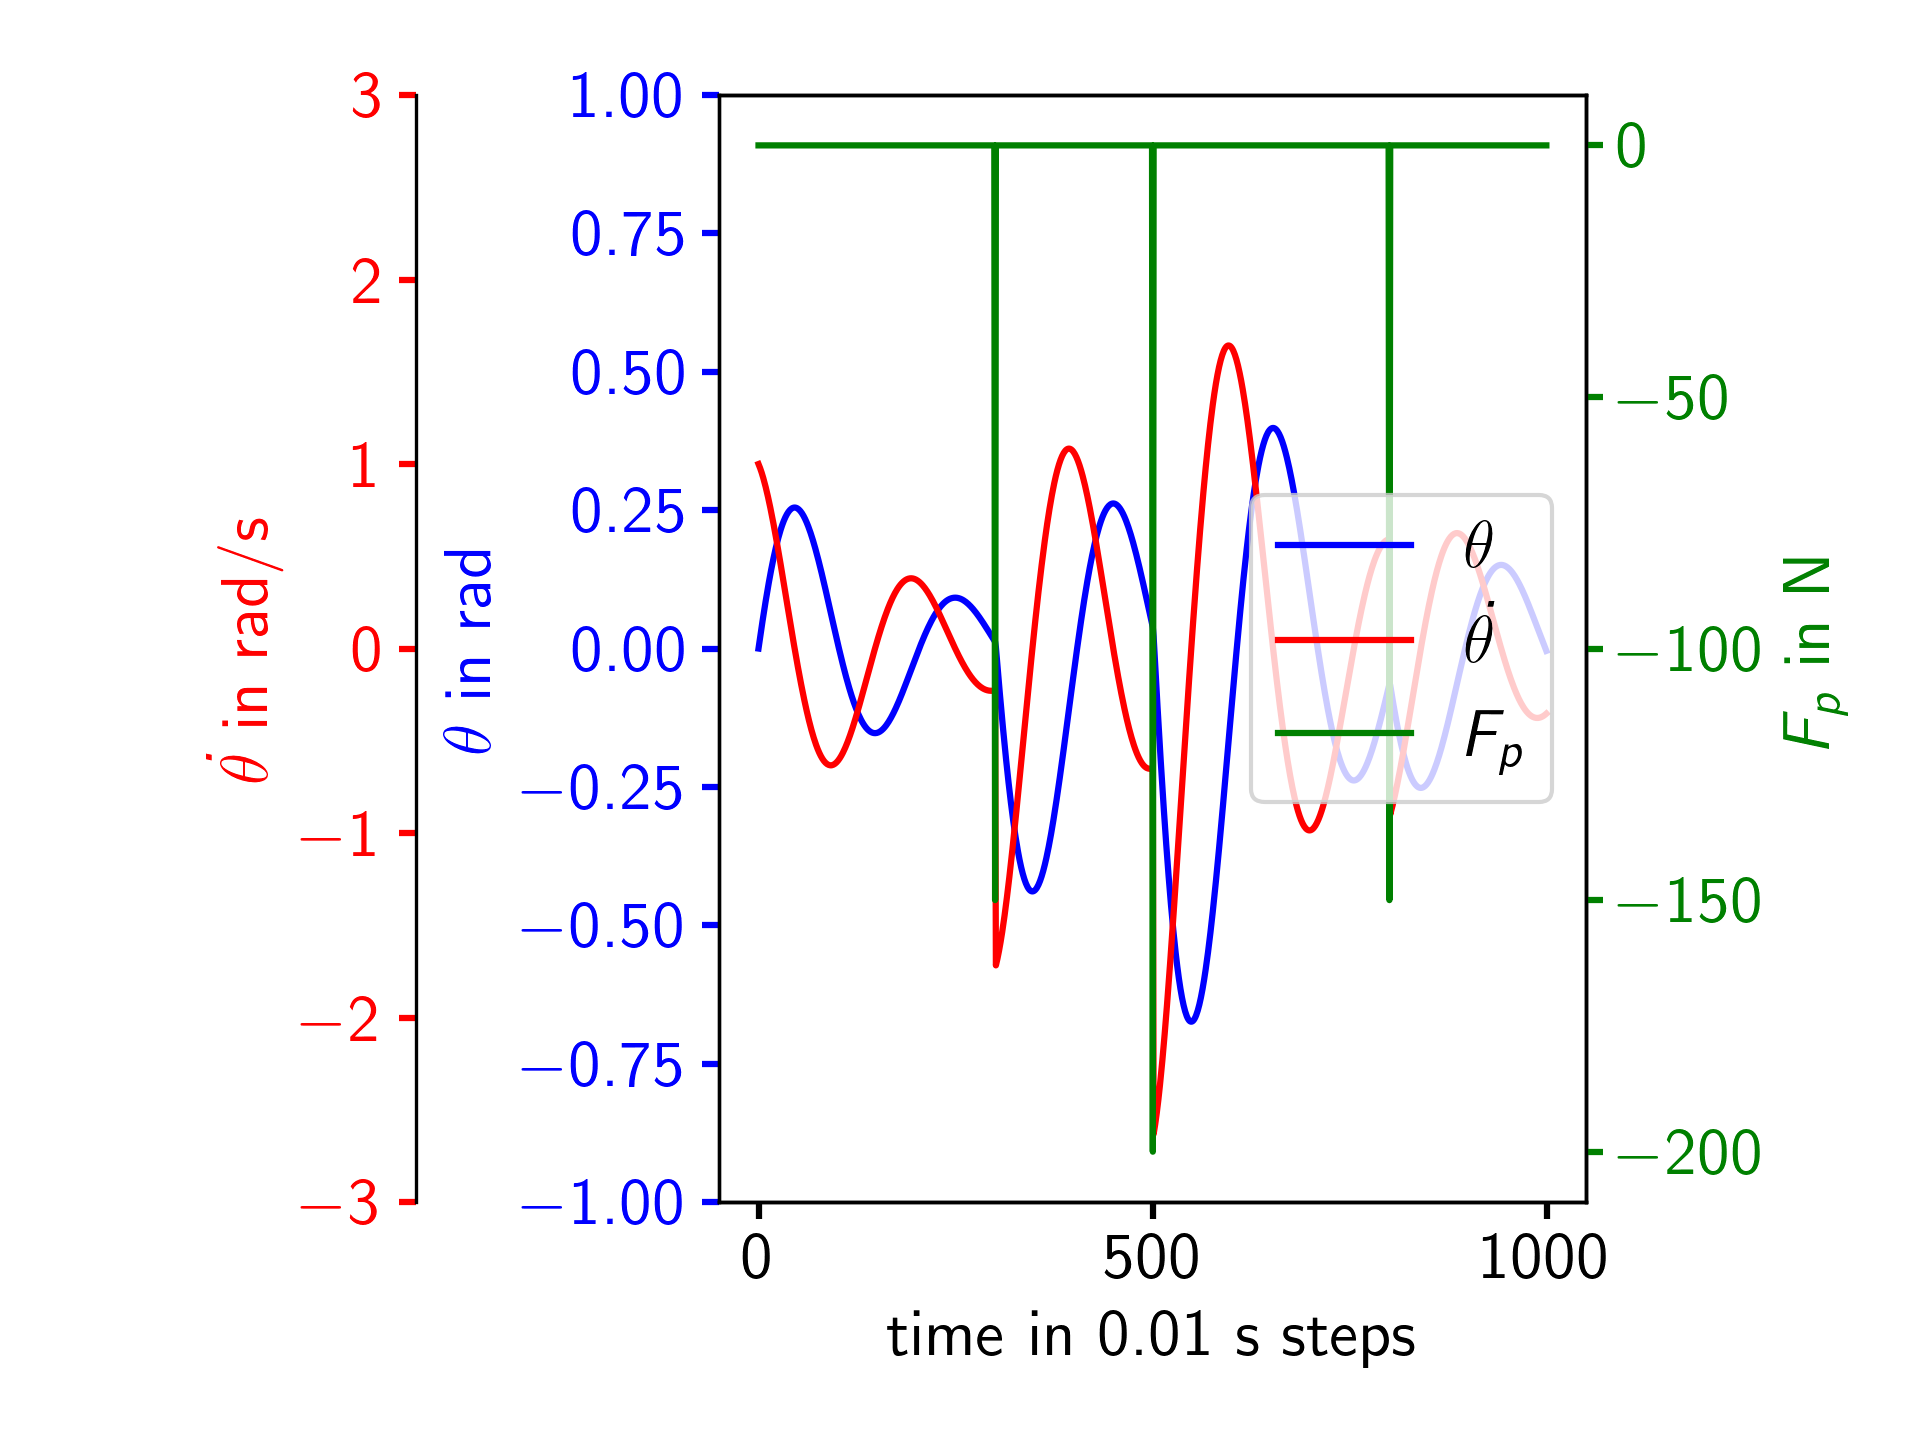 3
2
1
0
−1
−2
−3
θ̇ in rad/s
1.00
0.75
0.50
0.25
0.00
−0.25
−0.50
−0.75
−1.00
θ in rad
0
−50
−100
−150
−200
F_p in N
θ
θ̇
F_p
0 500 1000
time in 0.01 s steps